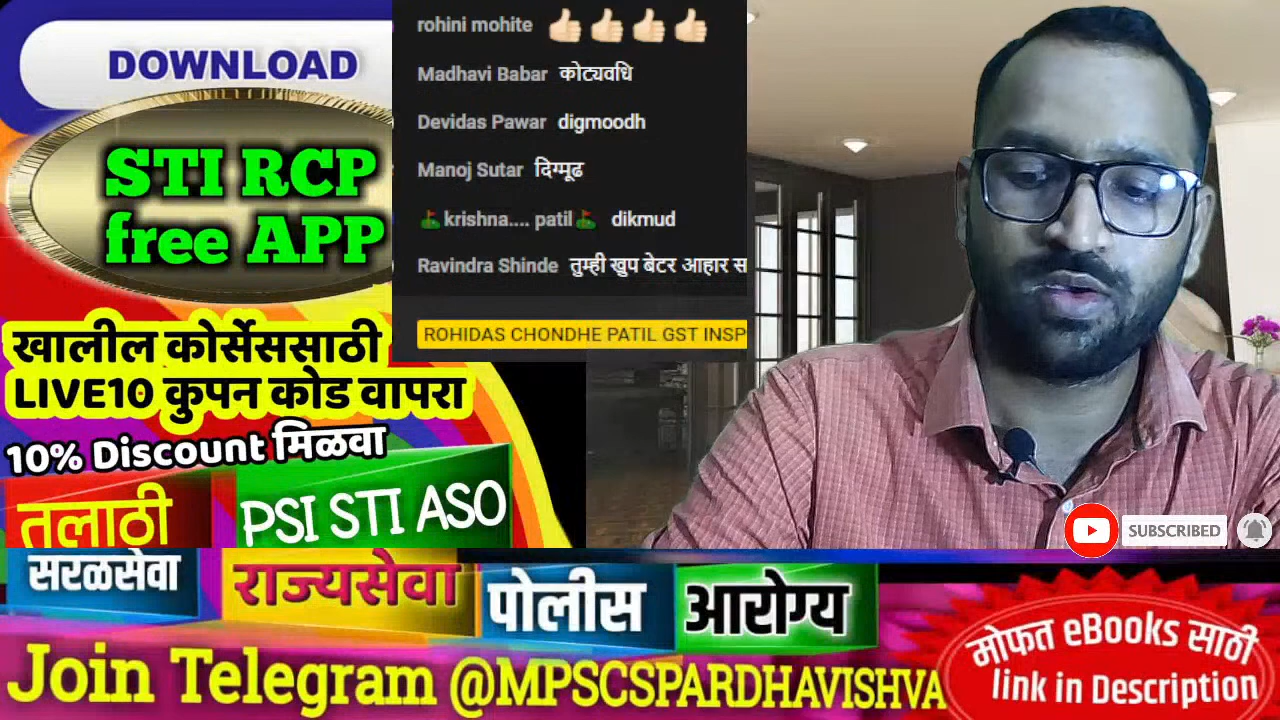 DOWNLOAD
STI RCP
free APP
rohini mohite
Madhavi Babar कोट्यवधि
Devidas Pawar digmoodh
Manoj Sutar दिग्मूढ
krishna.... patil dikmud
Ravindra Shinde तुम्ही खुप बेटर आहार स
ROHIDAS CHONDHE PATIL GST INSP
खालील कोर्सेससाठी
LIVE10 कुपन कोड वापरा
10% Discount मिळवा
तलाठी
PSI STI ASO
SUBSCRIBED
सरळसेवा
राज्यसेवा
पोलीस
आरोग्य
मोफत eBooks साठी
link in Description
Join Telegram @MPSCSPARDHAVISHVA